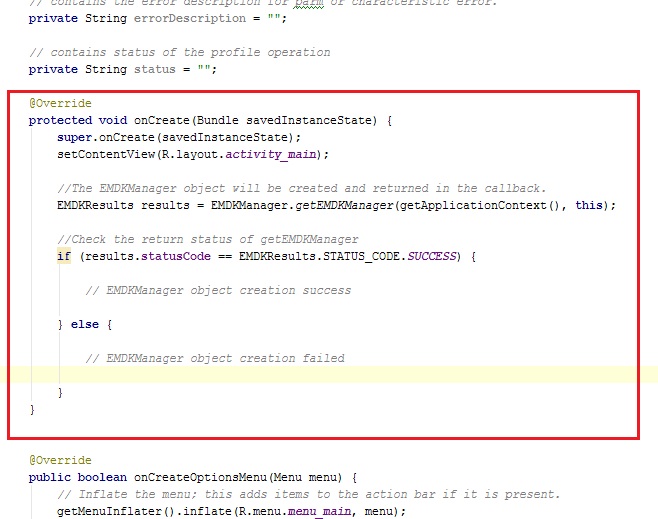 // contains the error description for parm or characteristic error.
private String errorDescription = "";
// contains status of the profile operation
private String status = "";
@Override
protected void onCreate(Bundle savedInstanceState) {
super.onCreate(savedInstanceState);
setContentView(R.layout.activity_main);
//The EMDKManager object will be created and returned in the callback.
EMDKResults results = EMDKManager.getEMDKManager(getApplicationContext(), this);
//Check the return status of getEMDKManager
if (results.statusCode == EMDKResults.STATUS_CODE.SUCCESS) {
// EMDKManager object creation success
} else {
// EMDKManager object creation failed
}
}
@Override
public boolean onCreateOptionsMenu(Menu menu) {
// Inflate the menu; this adds items to the action bar if it is present.
getMenuInflater().inflate(R.menu.menu_main, menu);